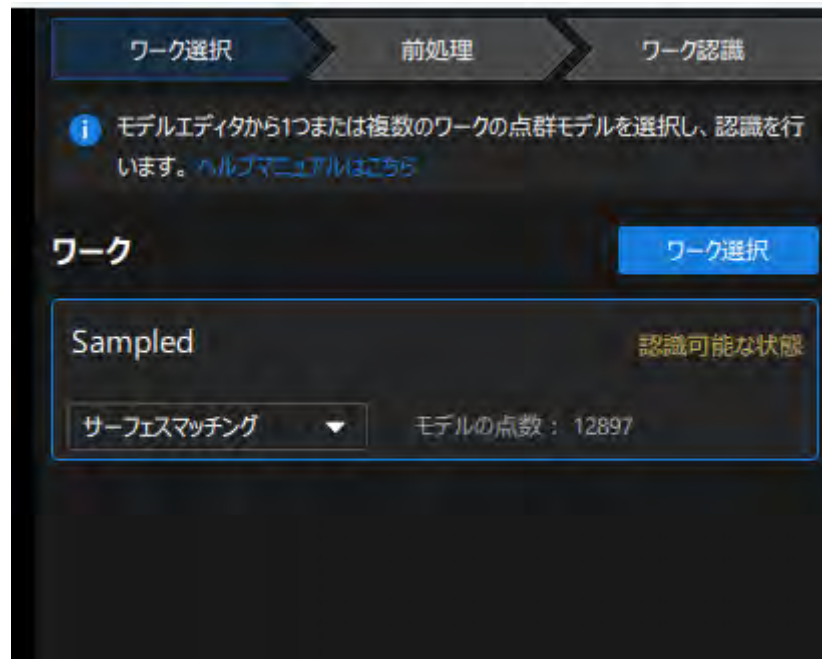 ワーク選択 前処理 ワーク認識
モデルエディタから1つまたは複数のワークの点群モデルを選択し、認識を行
います。ヘルプマニュアルはこちら
ワーク ワーク選択
Sampled 認識可能な状態
サーフェスマッチング モデルの点数： 12897